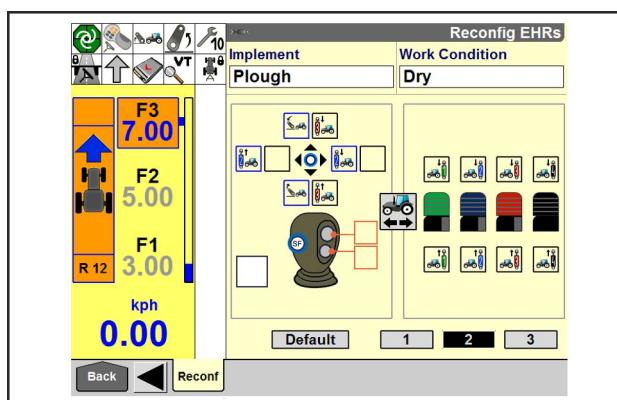 10
VT
A
L
Reconfig EHRs
Implement
Work Condition
Plough
Dry
F3
7.00
F2
5.00
F1
3.00
R 12
kph
0.00
SF
Default
1
2
3
Back
Reconf